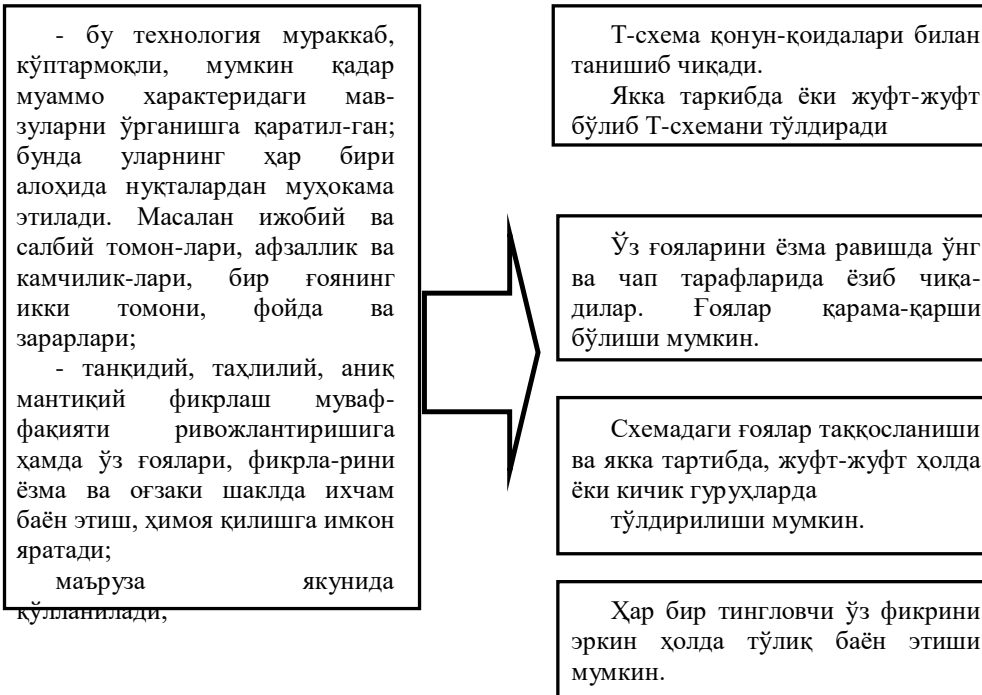 - бу технология мураккаб,
кўптармоқли, мумкин қадар
муаммо характеридаги мав-
зуларни ўрганишга қаратил-ган;
бунда уларнинг ҳар бири
алоҳида нуқталардан муҳокама
этилади. Масалан ижобий ва
салбий томон-лари, афзаллик ва
камчилик-лари, бир ғоянинг
икки томони, фойда ва
зарарлари;
- танқидий, таҳлилий, аниқ
мантиқий фикрлаш муваф-
фақияти ривожлантиришига
ҳамда ўз ғоялари, фикрла-рини
ёзма ва оғзаки шаклда ихчам
баён этиш, ҳимоя қилишга имкон
яратади;
маъруза якунида
қўлланилади;
Т-схема қонун-қоидалари билан
танишиб чиқади.
Якка таркибда ёки жуфт-жуфт
бўлиб Т-схемани тўлдиради
Ўз ғояларини ёзма равишда ўнг
ва чап тарафларида ёзиб чиқа-
дилар. Ғоялар қарама-қарши
бўлиши мумкин.
Схемадаги ғоялар таққосланиши
ва якка тартибда, жуфт-жуфт ҳолда
ёки кичик гуруҳларда
тўлдирилиши мумкин.
Ҳар бир тингловчи ўз фикрини
эркин ҳолда тўлиқ баён этиши
мумкин.